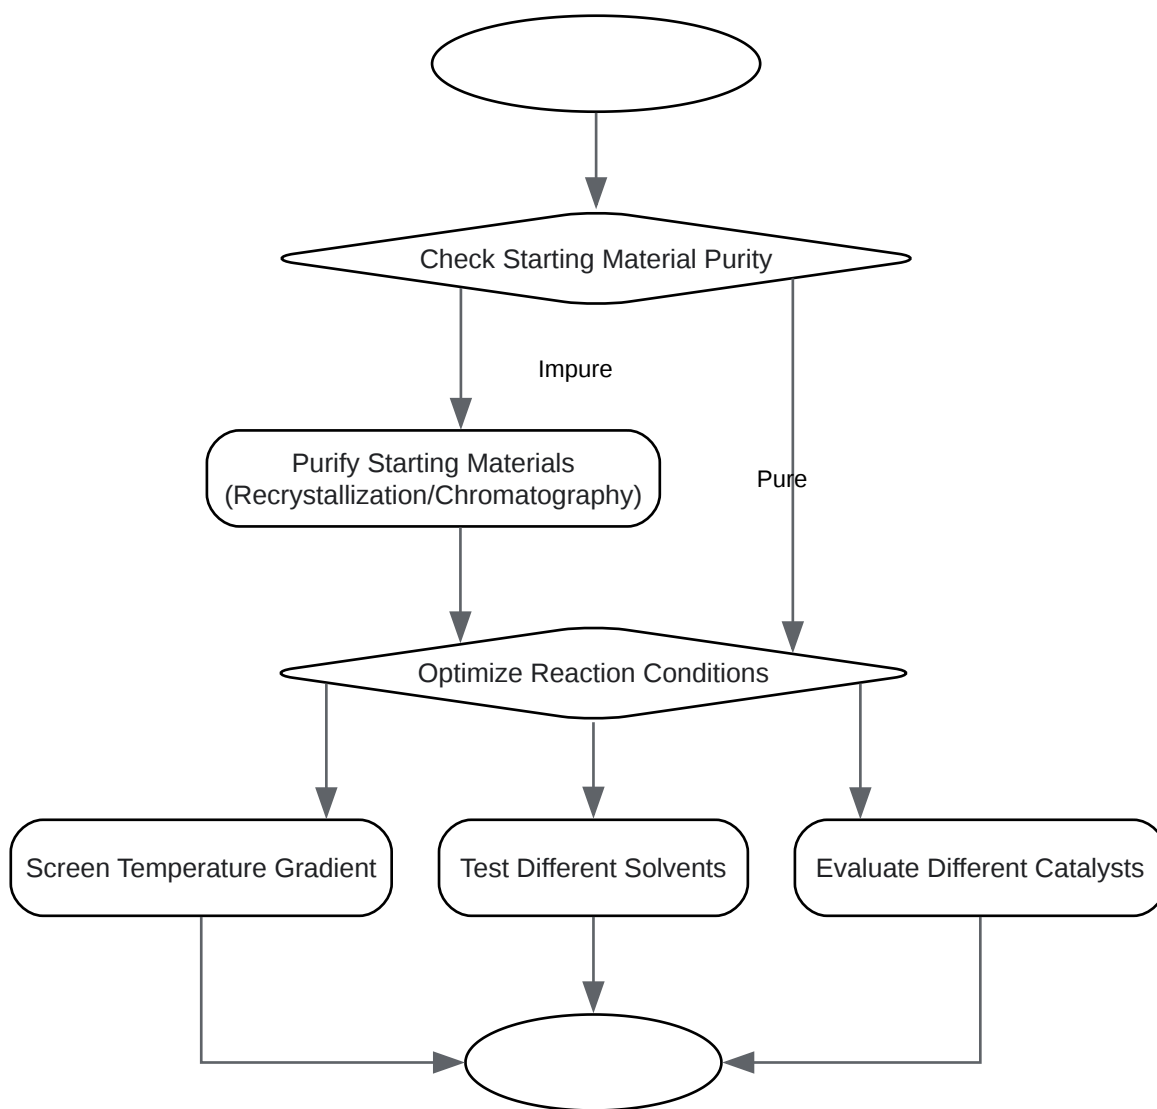 Check Starting Material Purity
Impure
Purify Starting Materials
(Recrystallization/Chromatography)
Pure
Optimize Reaction Conditions
Screen Temperature Gradient
Test Different Solvents
Evaluate Different Catalysts